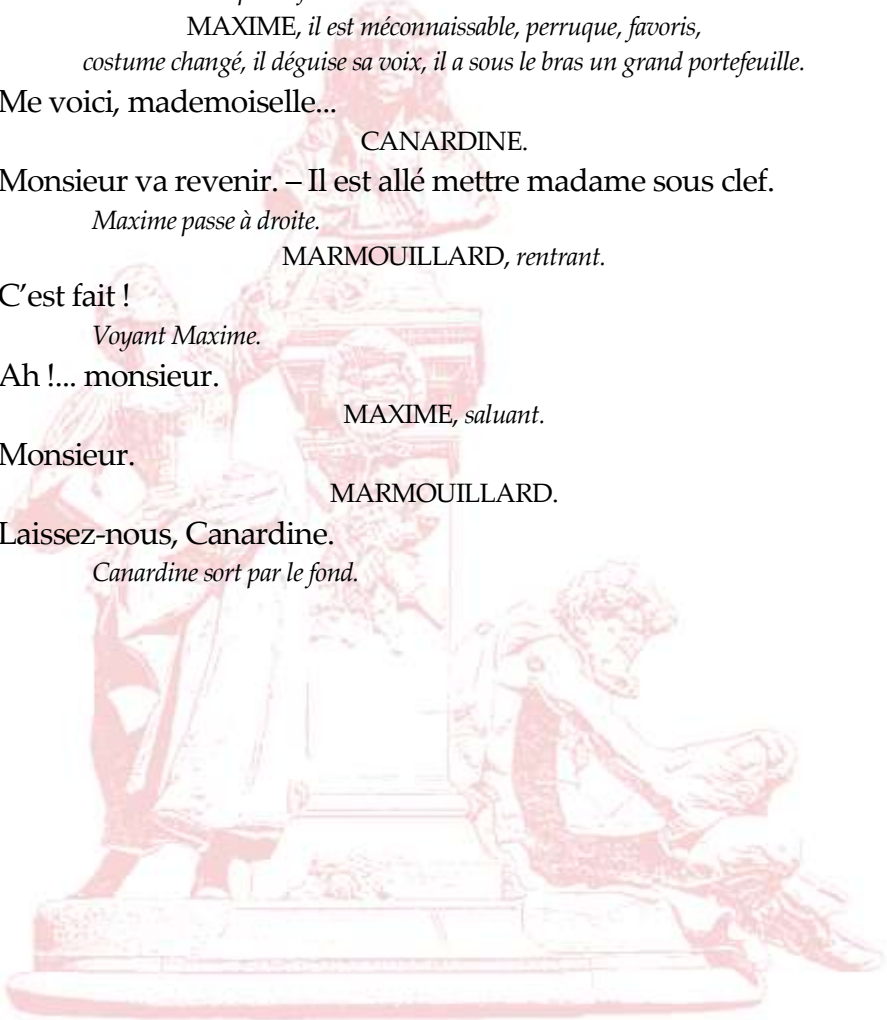 MAXIME, il est méconnaissable, perruque, favoris,
costume changé, il déguise sa voix, il a sous le bras un grand portefeuille.
Me voici, mademoiselle...
CANARDINE.
Monsieur va revenir. – Il est allé mettre madame sous clef.
Maxime passe à droite.
MARMOUILLARD, rentrant.
C’est fait !
Voyant Maxime.
Ah !... monsieur.
MAXIME, saluant.
Monsieur.
MARMOUILLARD.
Laissez-nous, Canardine.
Canardine sort par le fond.